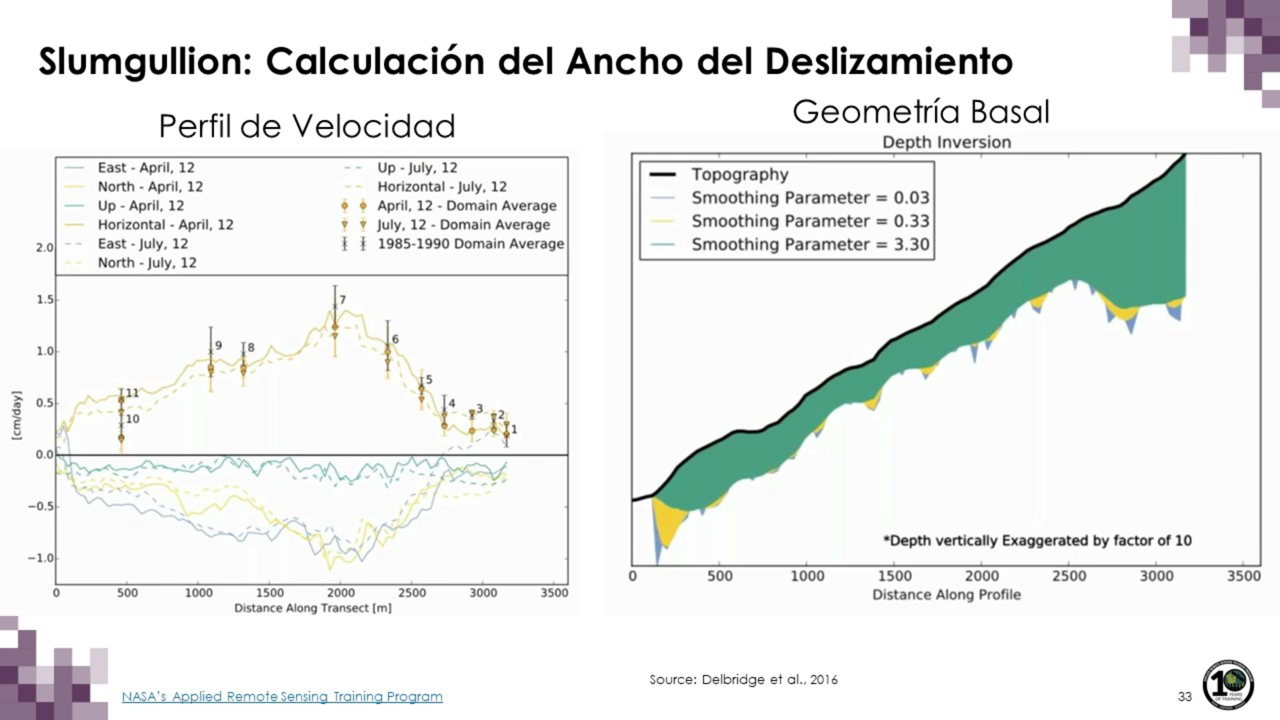 Slumgullion: Calculación del Ancho del Deslizamiento
Perfil de Velocidad
East - April, 12
North - April, 12
Up - April, 12
Horizontal - April, 12
East - July, 12
North - July, 12
Up - July, 12
Horizontal - July, 12
April, 12 - Domain Average
July, 12 - Domain Average
1985-1990 Domain Average
2.0
1.5
1.0
0.5
0.0
−0.5
−1.0
[cm/day]
11
10
9
8
7
6
5
4
3
2
1
0 500 1000 1500 2000 2500 3000 3500
Distance Along Transect [m]
Geometría Basal
Depth Inversion
Topography
Smoothing Parameter = 0.03
Smoothing Parameter = 0.33
Smoothing Parameter = 3.30
*Depth vertically Exaggerated by factor of 10
0 500 1000 1500 2000 2500 3000 3500
Distance Along Profile
Source: Delbridge et al., 2016
NASA's Applied Remote Sensing Training Program
33
10